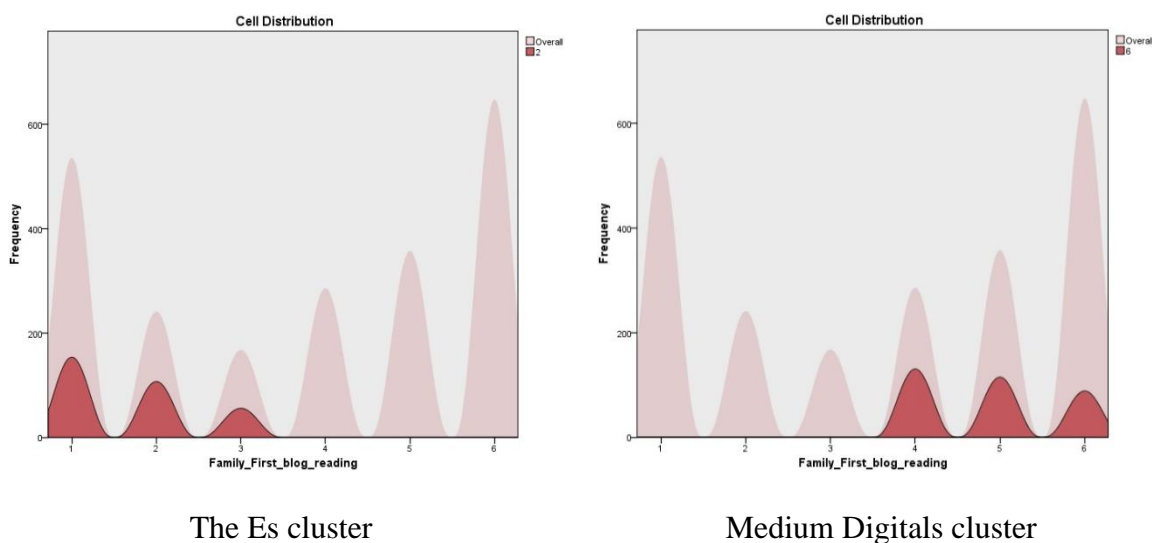 Cell Distribution
Overall
2
600
400
200
0
Frequency
1 2 3 4 5 6
Family_First_blog_reading
The Es cluster
Cell Distribution
Overall
6
600
400
200
0
Frequency
1 2 3 4 5 6
Family_First_blog_reading
Medium Digitals cluster